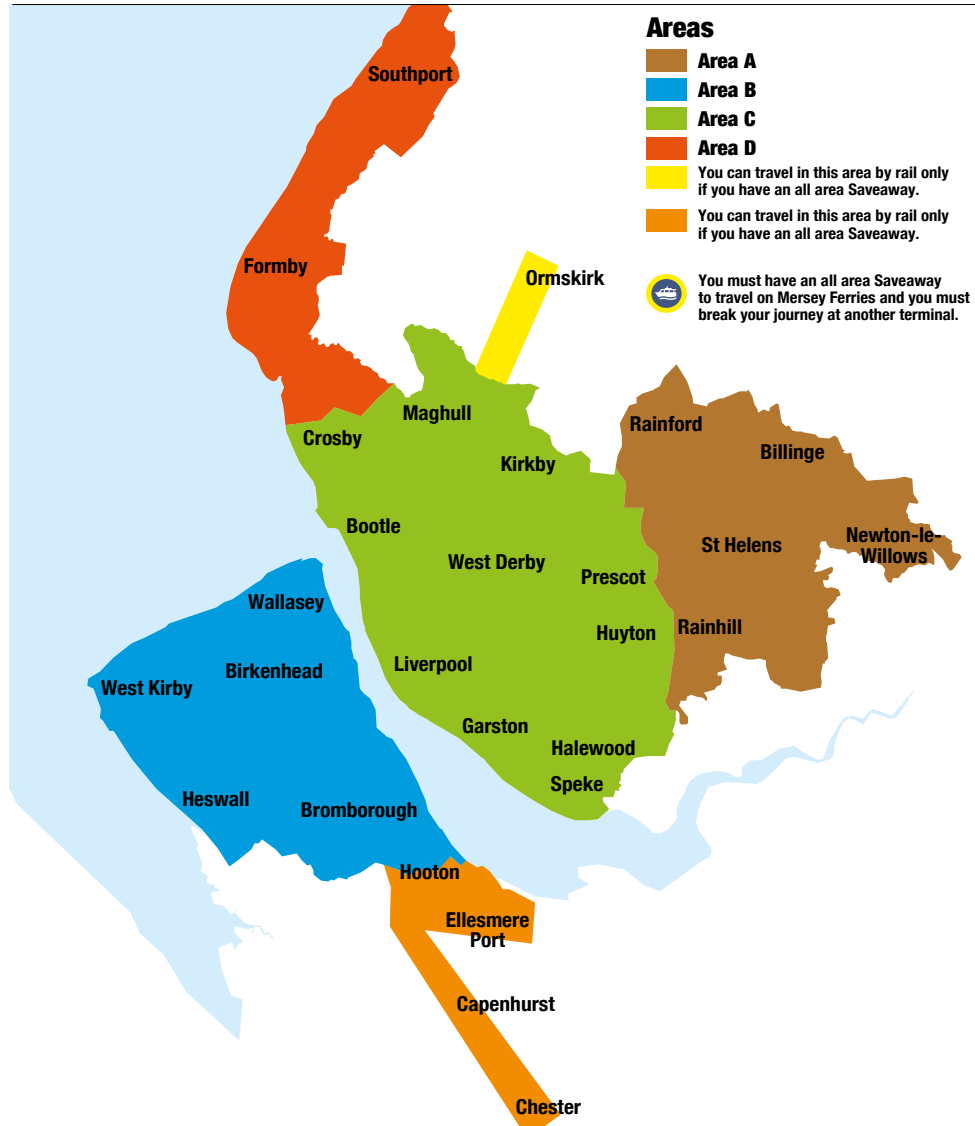 Areas
Area A
Area B
Area C
Area D
You can travel in this area by rail only
if you have an all area Saveaway.
You can travel in this area by rail only
if you have an all area Saveaway.
You must have an all area Saveaway
to travel on Mersey Ferries and you must
break your journey at another terminal.
Southport
Formby
Ormskirk
Maghull
Crosby
Kirkby
Rainford
Billinge
Bootle
West Derby
Prescot
St Helens
Newton-le-
Willows
Wallasey
Huyton
Rainhill
Birkenhead
Liverpool
West Kirby
Garston
Halewood
Speke
Heswall
Bromborough
Hooton
Ellesmere
Port
Capenhurst
Chester